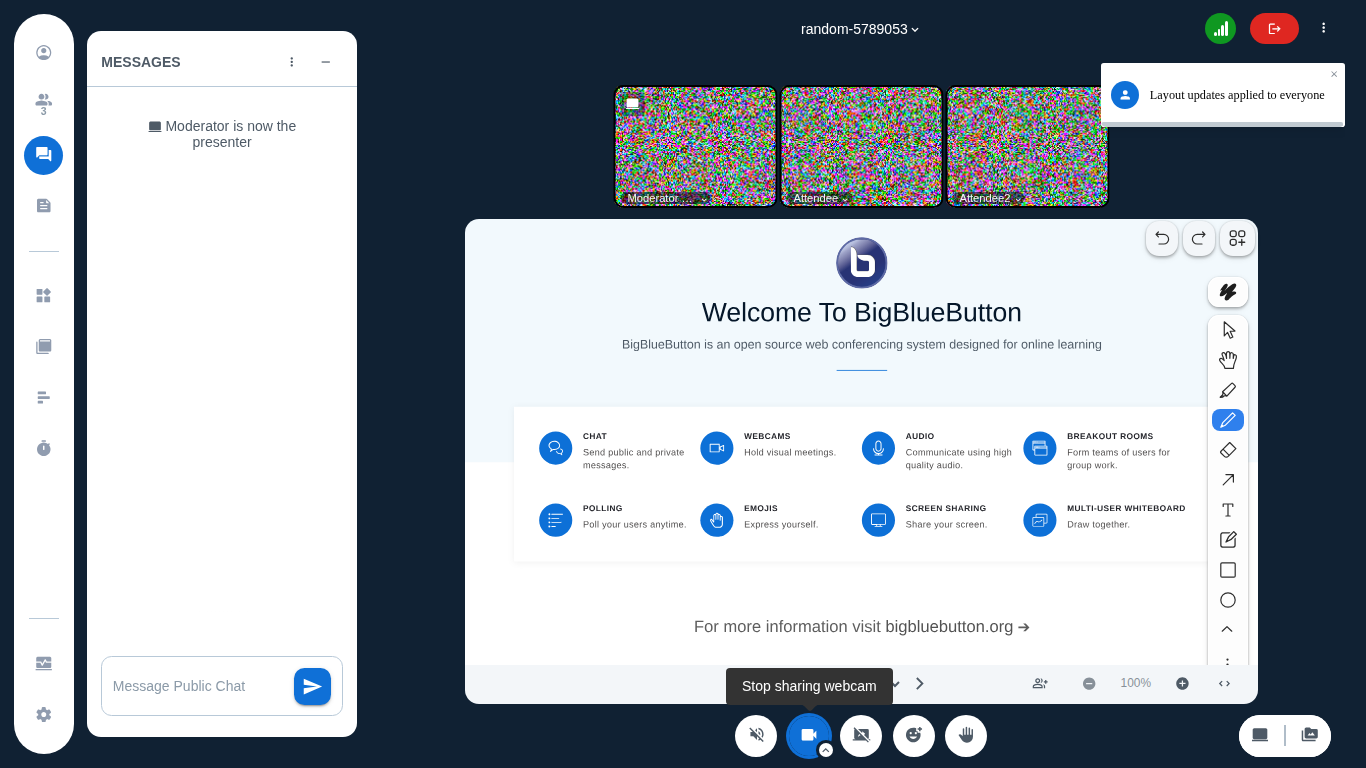 random-5789053
MESSAGES
Layout updates applied to everyone
3
Moderator is now the
presenter
Moderator
Attendee
Attendee2
Welcome To BigBlueButton
BigBlueButton is an open source web conferencing system designed for online learning
CHAT
Send public and private
messages.
WEBCAMS
Hold visual meetings.
AUDIO
Communicate using high
quality audio.
BREAKOUT ROOMS
Form teams of users for
group work.
POLLING
Poll your users anytime.
EMOJIS
Express yourself.
SCREEN SHARING
Share your screen.
MULTI-USER WHITEBOARD
Draw together.
For more information visit bigbluebutton.org →
Message Public Chat
Stop sharing webcam
100%